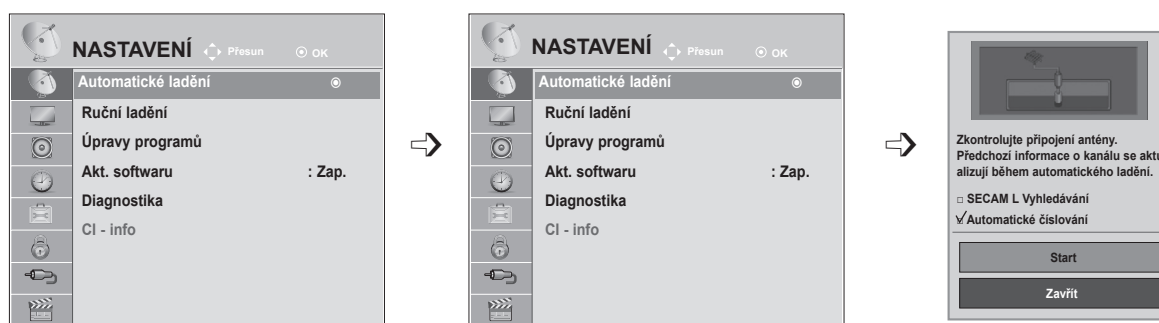 NASTAVENÍ Přesun OK
Automatické ladění
Ruční ladění
Úpravy programů
Akt. softwaru : Zap.
Diagnostika
CI - info
NASTAVENÍ Přesun OK
Automatické ladění
Ruční ladění
Úpravy programů
Akt. softwaru : Zap.
Diagnostika
CI - info
Zkontrolujte připojení antény.
Předchozí informace o kanálu se aktu
alizují během automatického ladění.
SECAM L Vyhledávání
Automatické číslování
Start
Zavřít